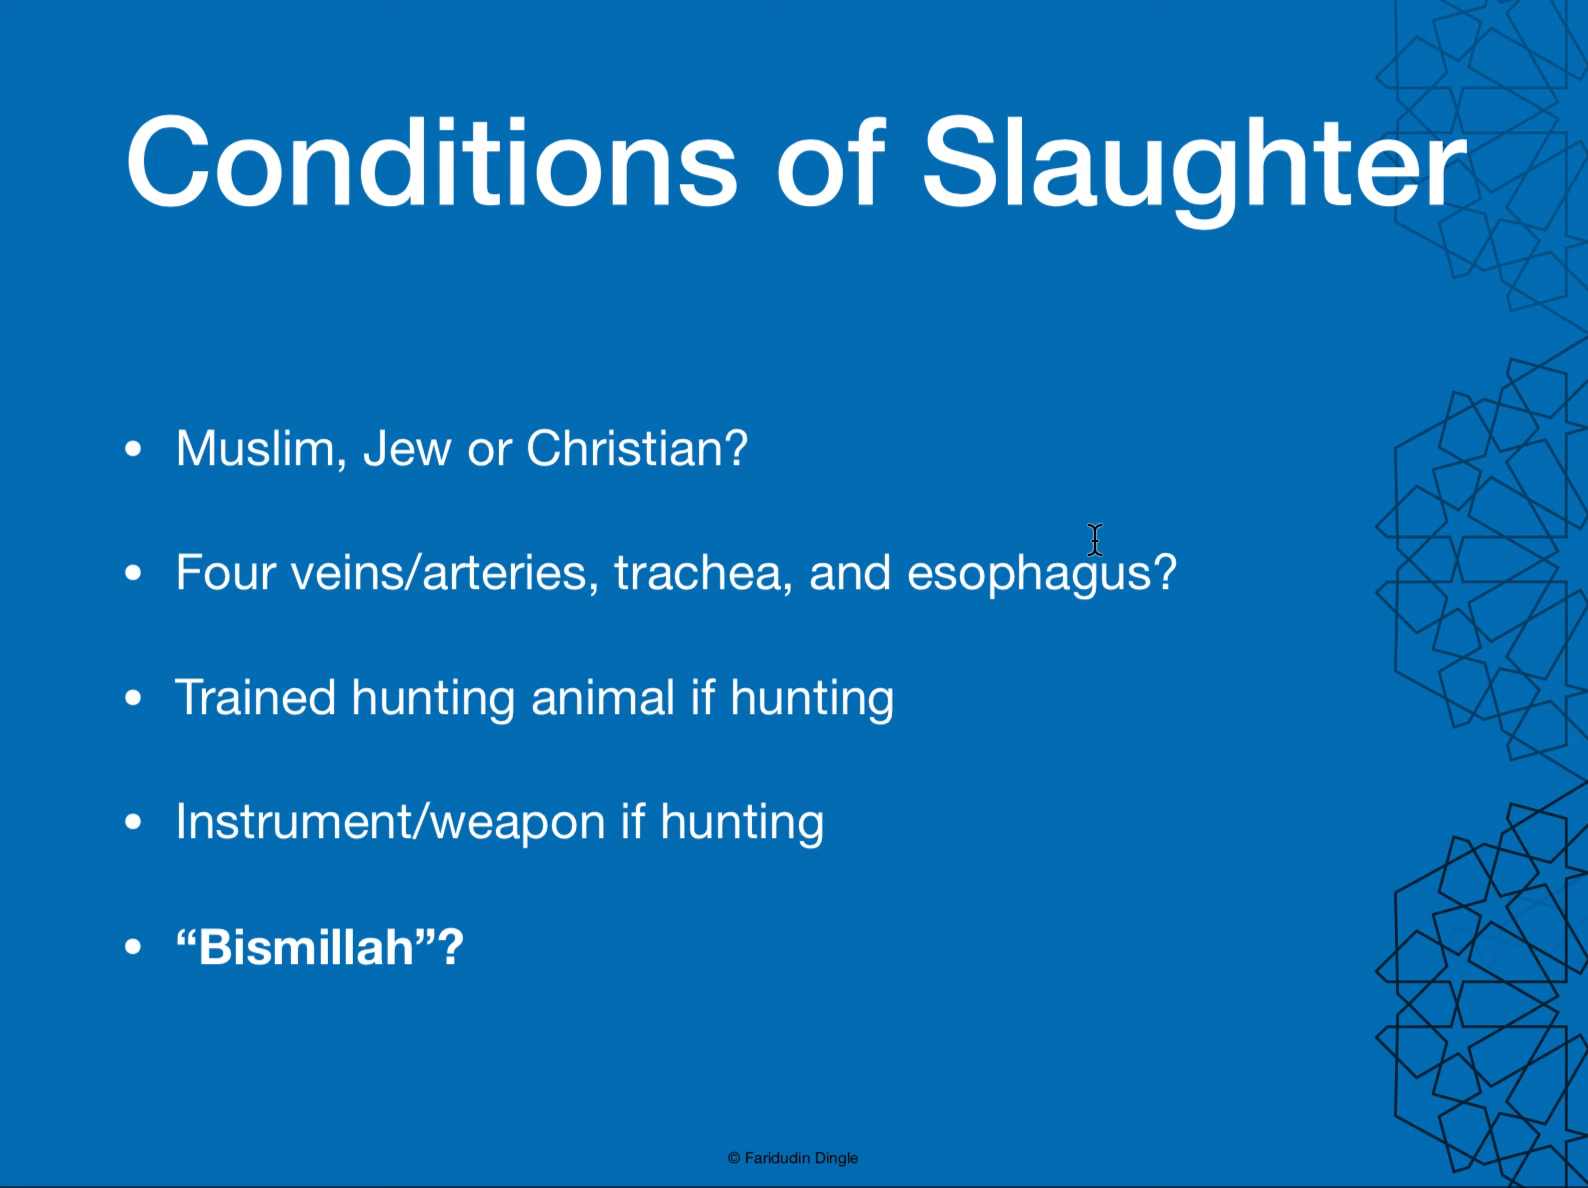 Conditions of Slaughter
• Muslim, Jew or Christian?
• Four veins/arteries, trachea, and esophagus?
• Trained hunting animal if hunting
• Instrument/weapon if hunting
• “Bismillah”?
© Faridudin Dingle